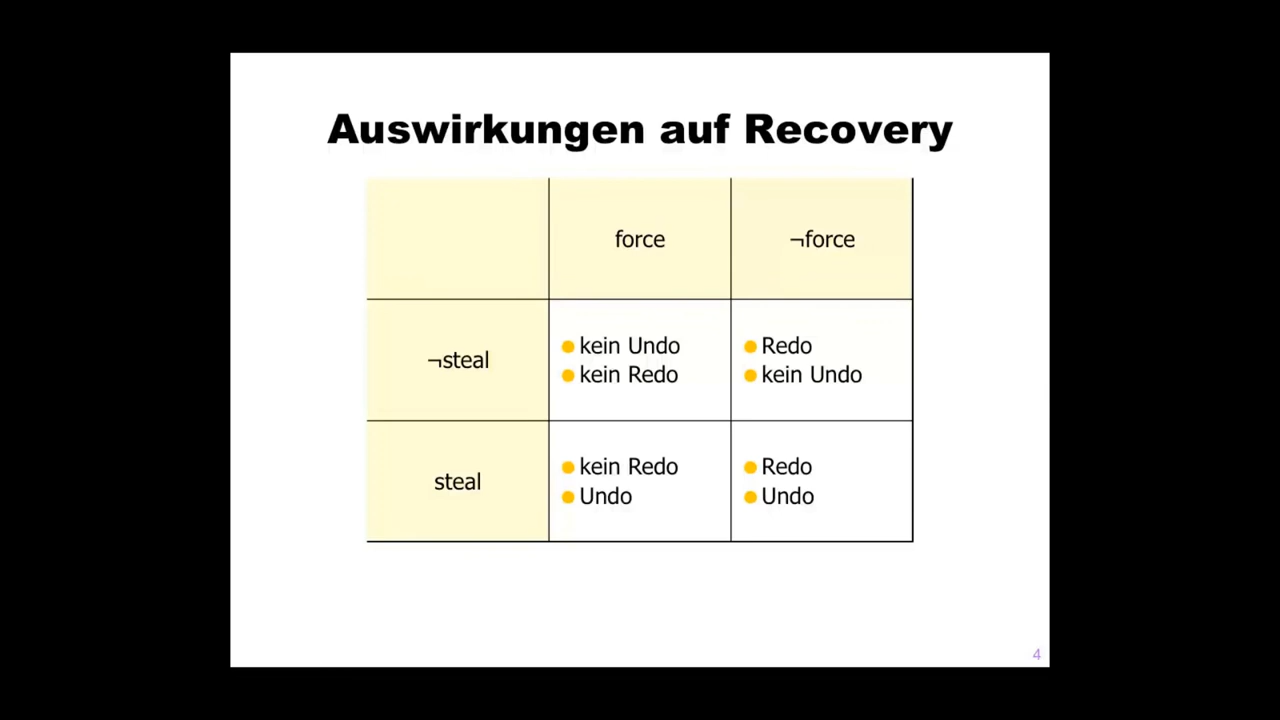 Auswirkungen auf Recovery
force
¬force
¬steal
kein Undo
kein Redo
Redo
kein Undo
steal
kein Redo
Undo
Redo
Undo
4